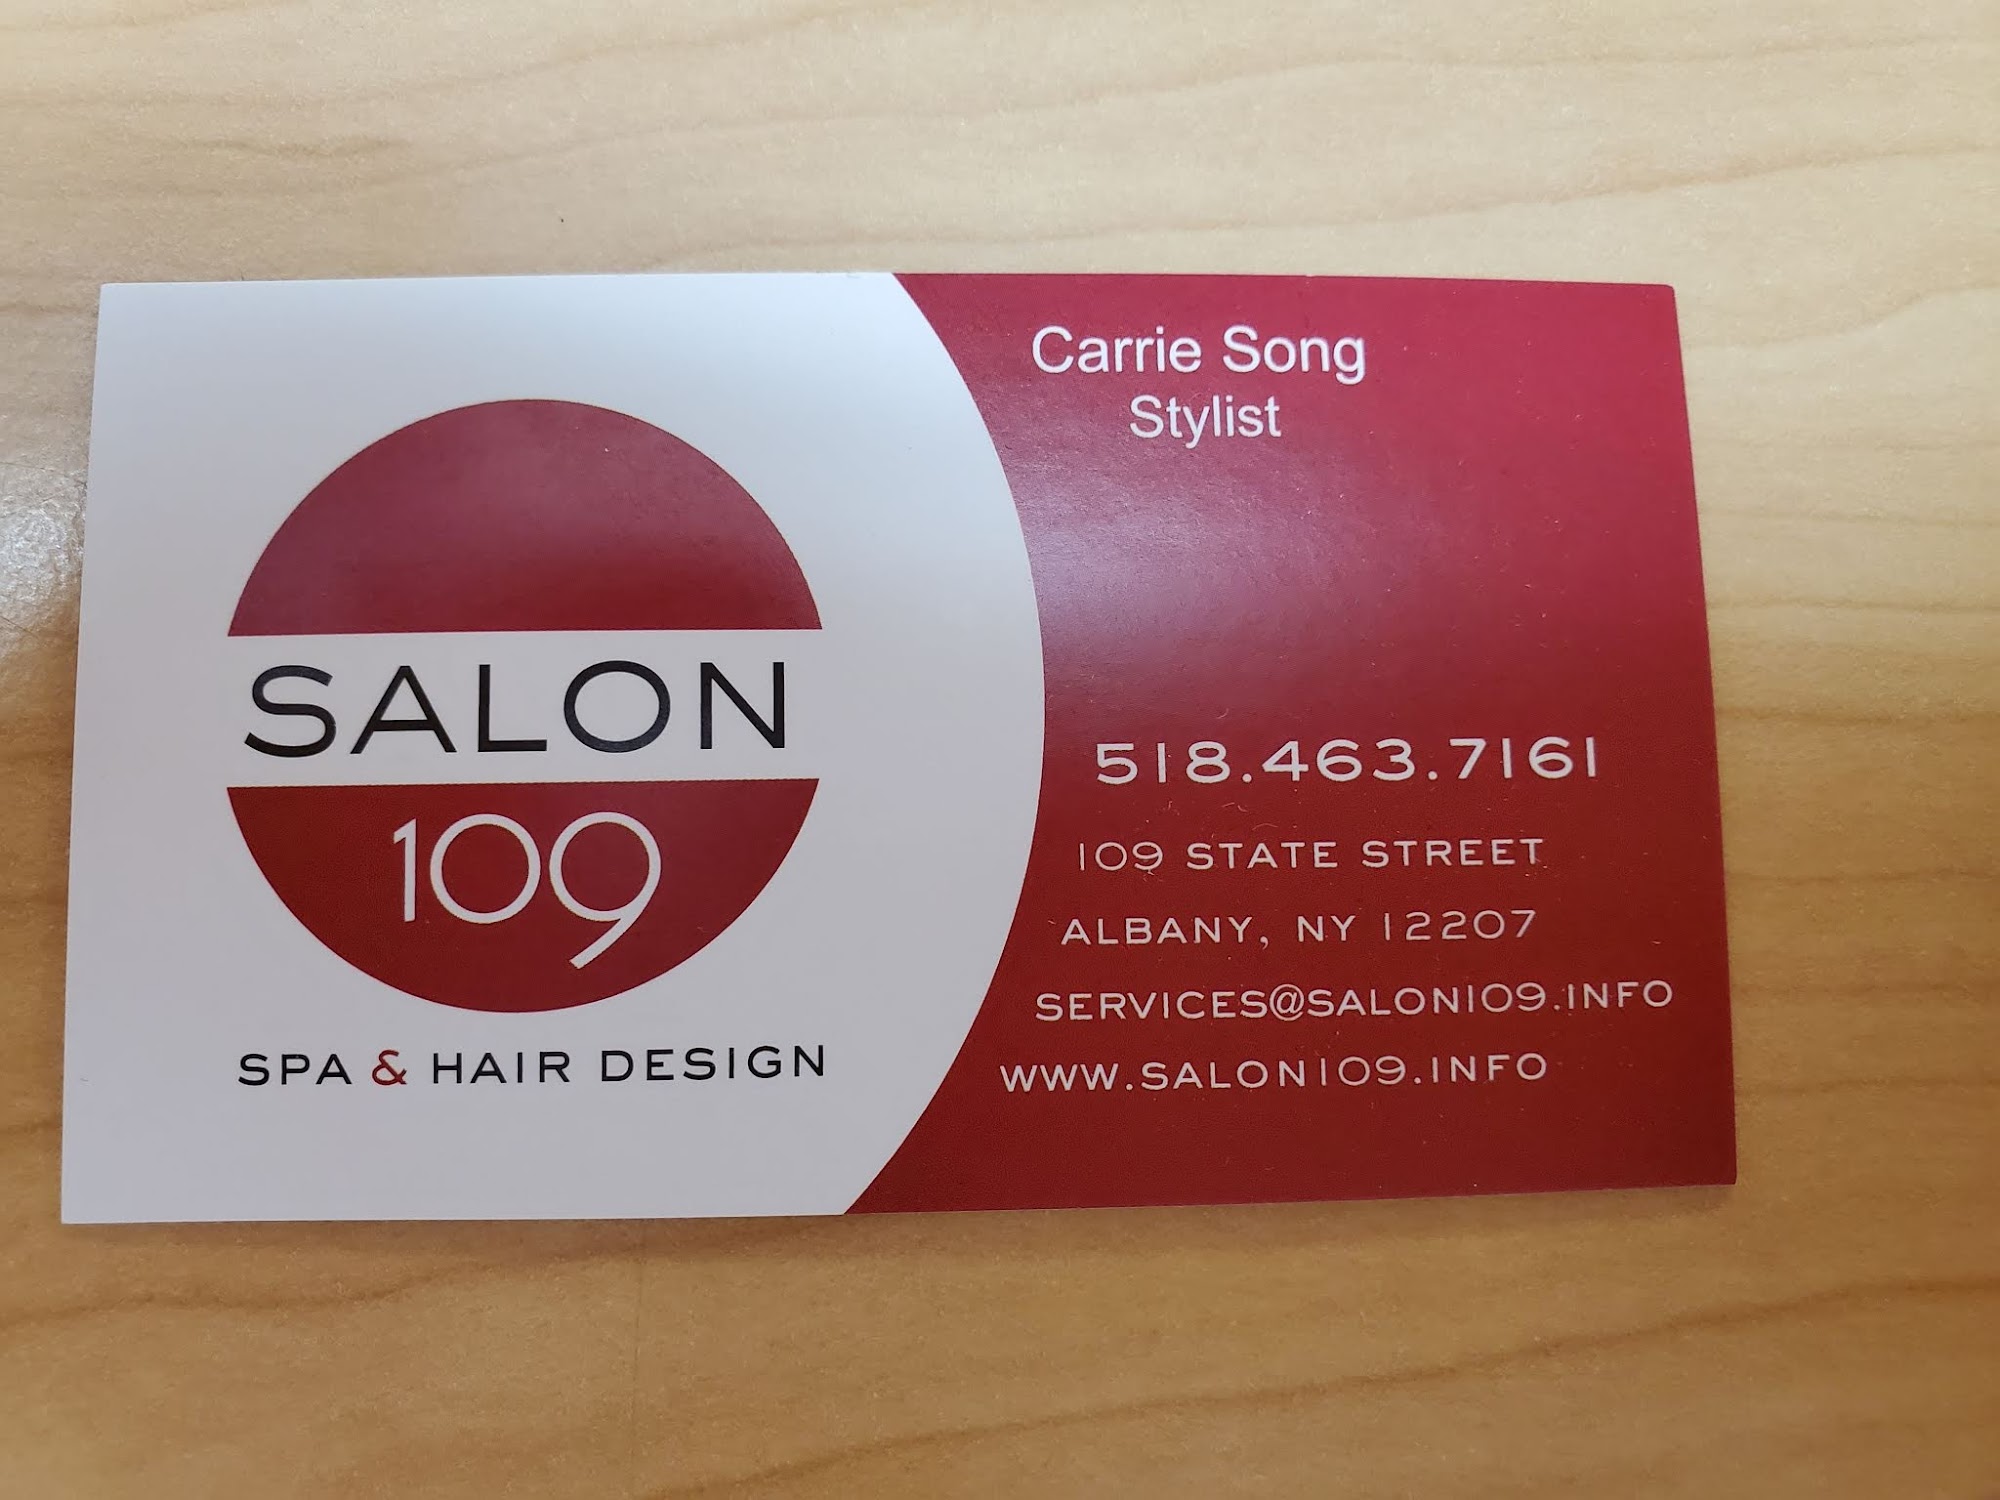 SALON
109
SPA & HAIR DESIGN
Carrie Song
Stylist
518.463.7161
109 STATE STREET
ALBANY, NY 12207
SERVICES@SALON109.INFO
WWW.SALON109.INFO